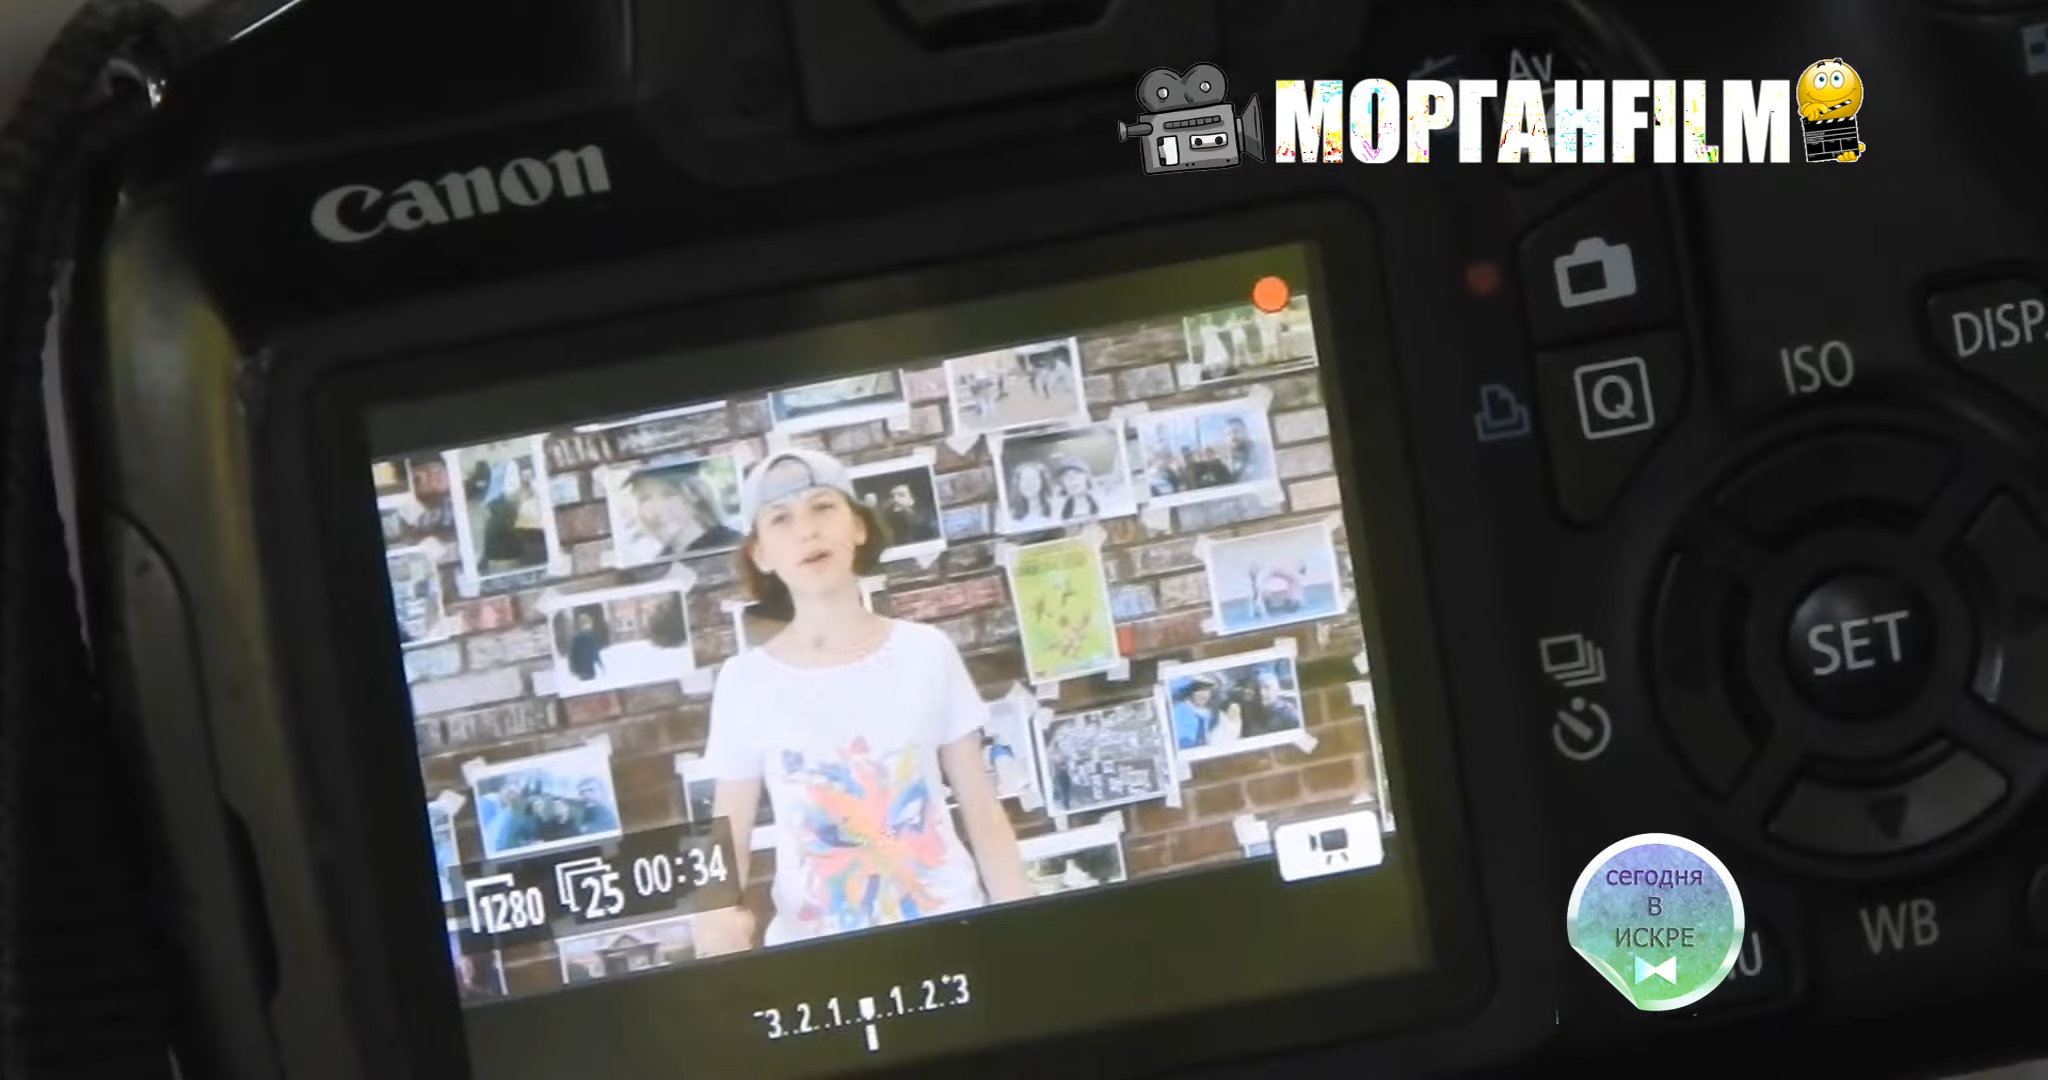 Av
МОРГАНFILM
Canon
Q
ISO
DISP.
SET
1280 25 00:34
сегодня
В
ИСКРЕ
WB
-3..2..1..0..1..2..+3